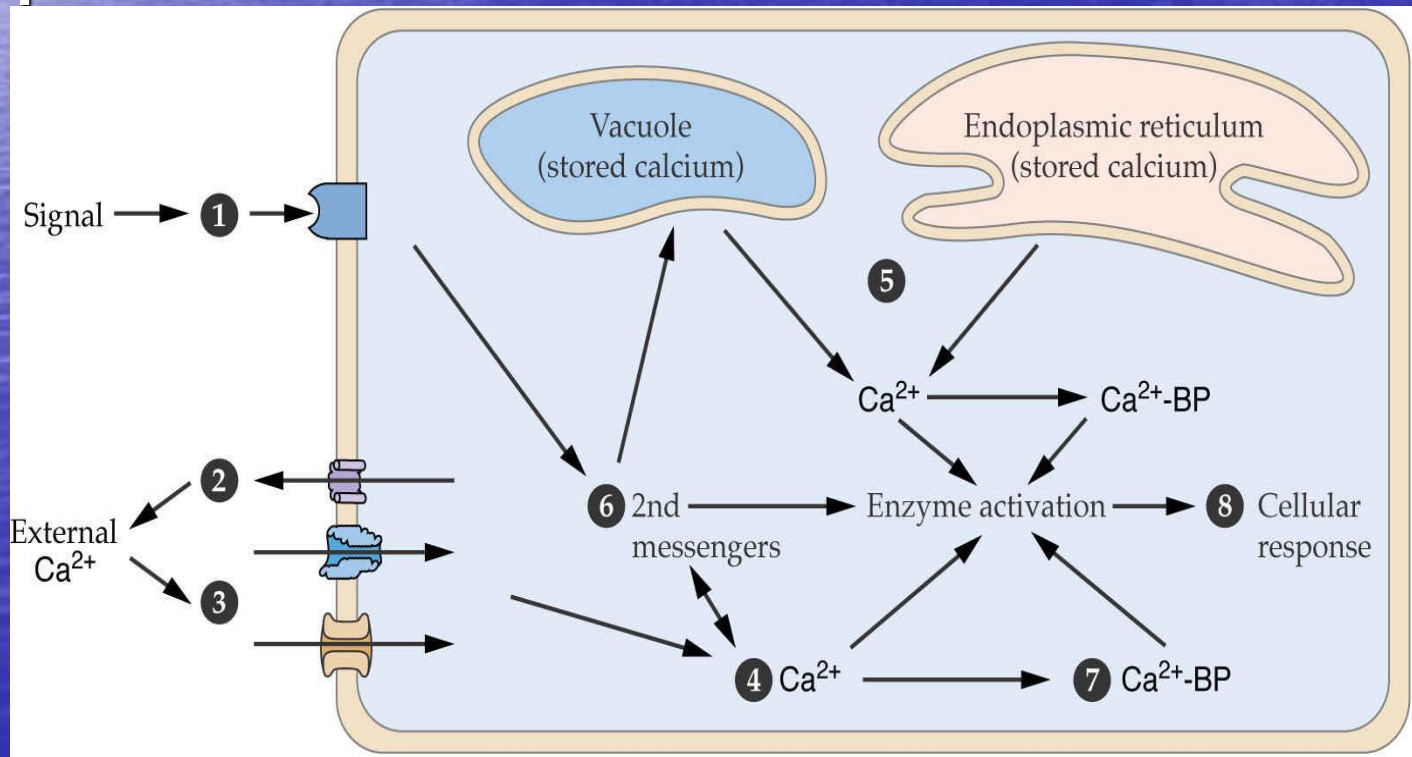 Vacuole
(stored calcium)
Endoplasmic reticulum
(stored calcium)
Signal
1
5
Ca²⁺
Ca²⁺-BP
2
External
Ca²⁺
3
6 2nd
messengers
Enzyme activation
8 Cellular
response
4 Ca²⁺
7 Ca²⁺-BP